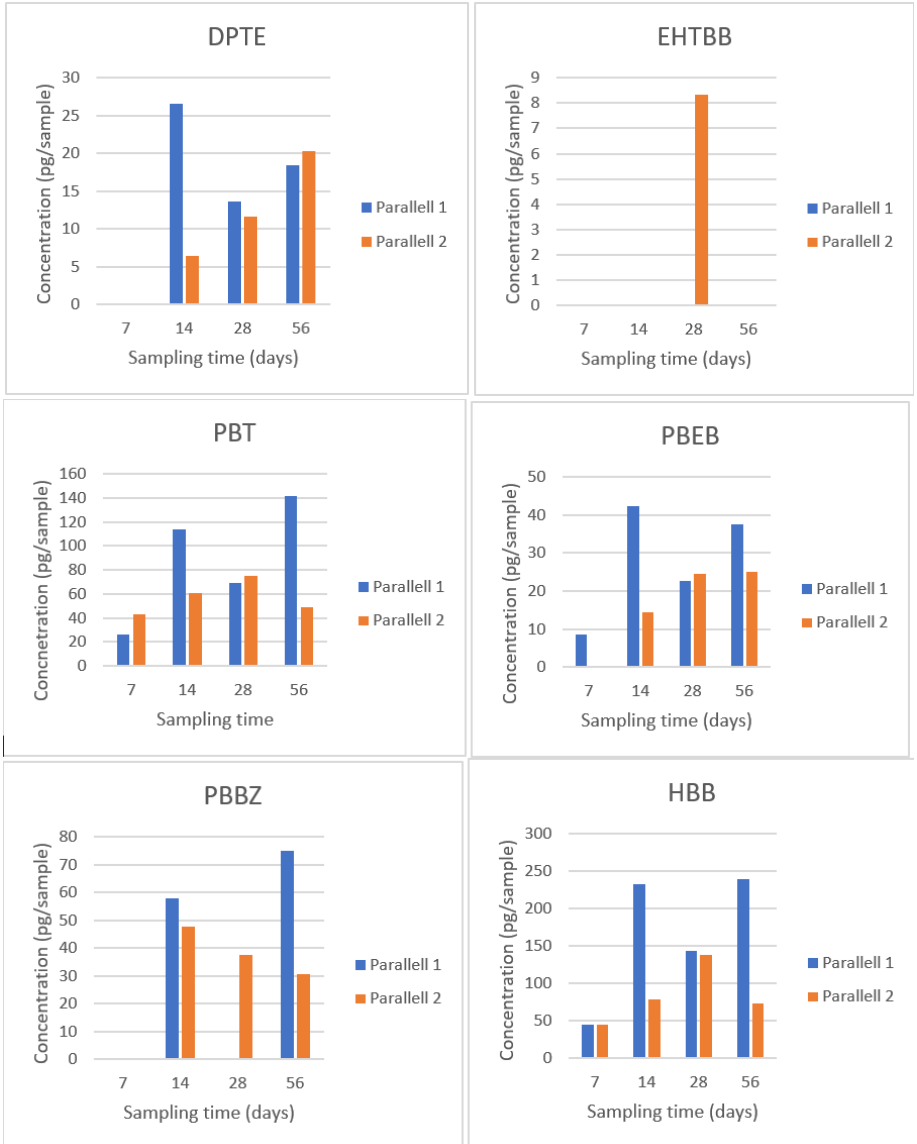 DPTE
Concentration (pg/sample)
30
25
20
15
10
5
0
7 14 28 56
Sampling time (days)
Parallell 1
Parallell 2
EHTBB
Concentration (pg/sample)
9
8
7
6
5
4
3
2
1
0
7 14 28 56
Sampling time (days)
Parallell 1
Parallell 2
PBT
Concnetration (pg/sample)
160
140
120
100
80
60
40
20
0
7 14 28 56
Sampling time
Parallell 1
Parallell 2
PBEB
Concentration (pg/sample)
50
40
30
20
10
0
7 14 28 56
Sampling time (days)
Parallell 1
Parallell 2
PBBZ
Concentration (pg/sample)
80
70
60
50
40
30
20
10
0
7 14 28 56
Sampling time (days)
Parallell 1
Parallell 2
HBB
Concentration (pg/sample)
300
250
200
150
100
50
0
7 14 28 56
Sampling time (days)
Parallell 1
Parallell 2